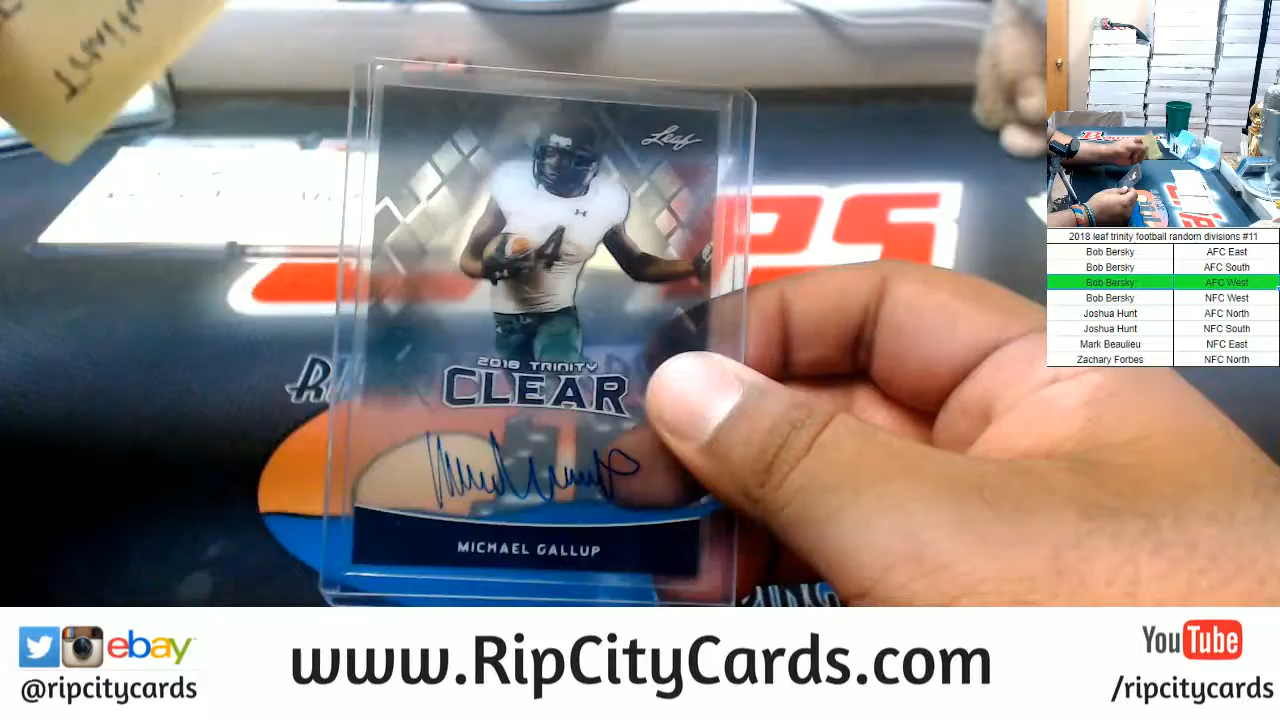 Leaf
2018 TRINITY
CLEAR
MICHAEL GALLUP
2018 leaf trinity football random divisions #11
Bob Bersky AFC East
Bob Bersky AFC South
Bob Bersky AFC West
Bob Bersky NFC West
Joshua Hunt AFC North
Joshua Hunt NFC South
Mark Beaulieu NFC East
Zachary Forbes NFC North
ebay
@ripcitycards
www.RipCityCards.com
YouTube
/ripcitycards